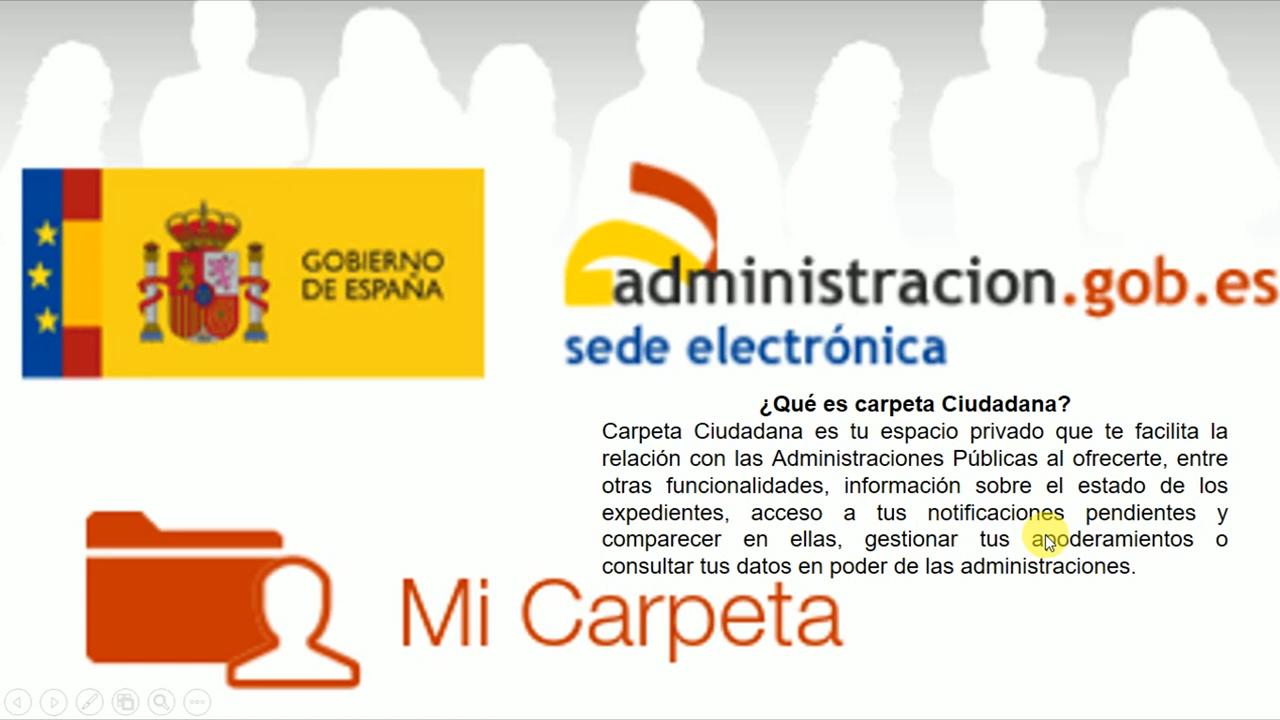 GOBIERNO
DE ESPAÑA
administracion.gob.es
sede electrónica
¿Qué es carpeta Ciudadana?
Carpeta Ciudadana es tu espacio privado que te facilita la
relación con las Administraciones Públicas al ofrecerte, entre
otras funcionalidades, información sobre el estado de los
expedientes, acceso a tus notificaciones pendientes y
comparecer en ellas, gestionar tus apoderamientos o
consultar tus datos en poder de las administraciones.
Mi Carpeta